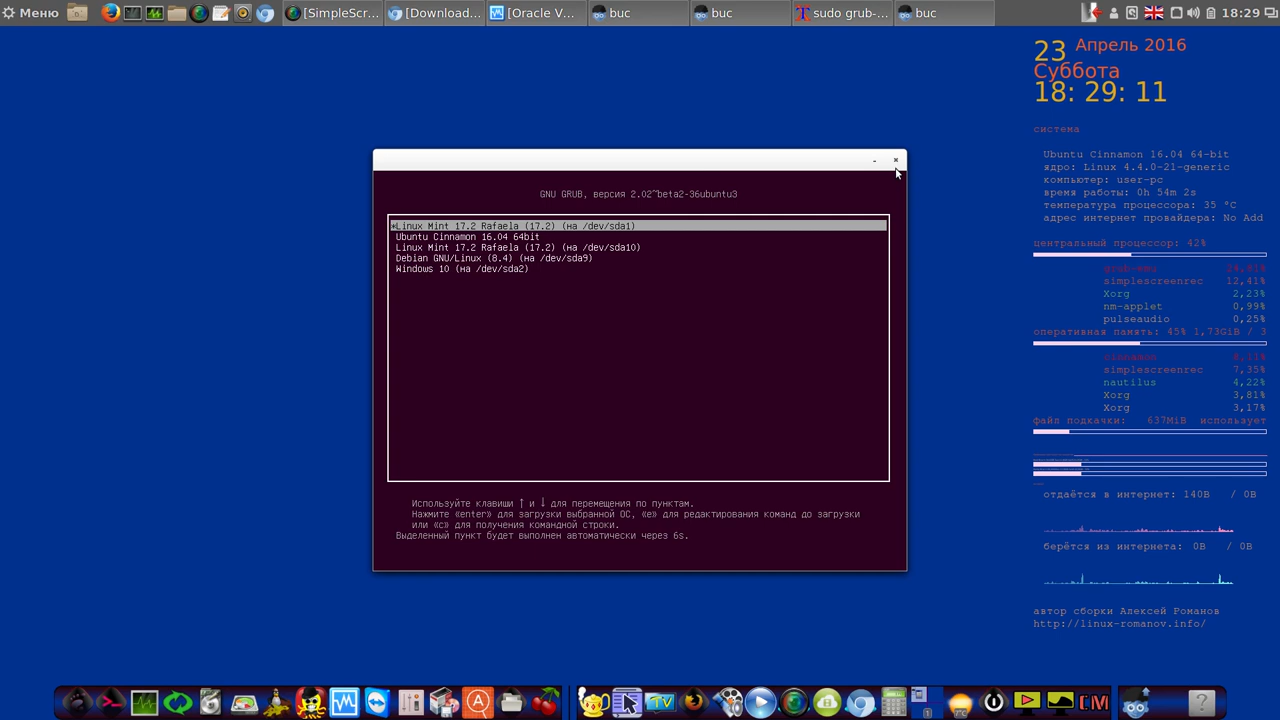 Меню
[SimpleScr...
[Download...
[Oracle V...
buc
buc
sudo grub-...
buc
18:29
23 Апрель 2016
Суббота
18: 29: 11
система
Ubuntu Cinnamon 16.04 64-bit
ядро: Linux 4.4.0-21-generic
компьютер: user-pc
время работы: 0h 54m 2s
температура процессора: 35 °C
адрес интернет провайдера: No Add
центральный процессор: 42%
grub-emu
simplescreenrec 12,41%
Xorg 2,23%
nm-applet 0,99%
pulseaudio 0,25%
оперативная память: 45% 1,73GiB / 3
cinnamon
simplescreenrec 7,35%
nautilus 4,22%
Xorg 3,81%
Xorg 3,17%
файл подкачки: 637MiB использует
отдаётся в интернет: 140B / 0B
берётся из интернета: 0B / 0B
автор сборки Алексей Романов
http://linux-romanov.info/
GNU GRUB, версия 2.02~beta2-36ubuntu3
*Linux Mint 17.2 Rafaela (17.2) (на /dev/sda1)
Ubuntu Cinnamon 16.04 64bit
Linux Mint 17.2 Rafaela (17.2) (на /dev/sda10)
Debian GNU/Linux (8.4) (на /dev/sda9)
Windows 10 (на /dev/sda2)
Используйте клавиши ↑ и ↓ для перемещения по пунктам.
Нажмите «enter» для загрузки выбранной ОС, «e» для редактирования команд до загрузки
или «c» для получения командной строки.
Выделенный пункт будет выполнен автоматически через 6s.
TV